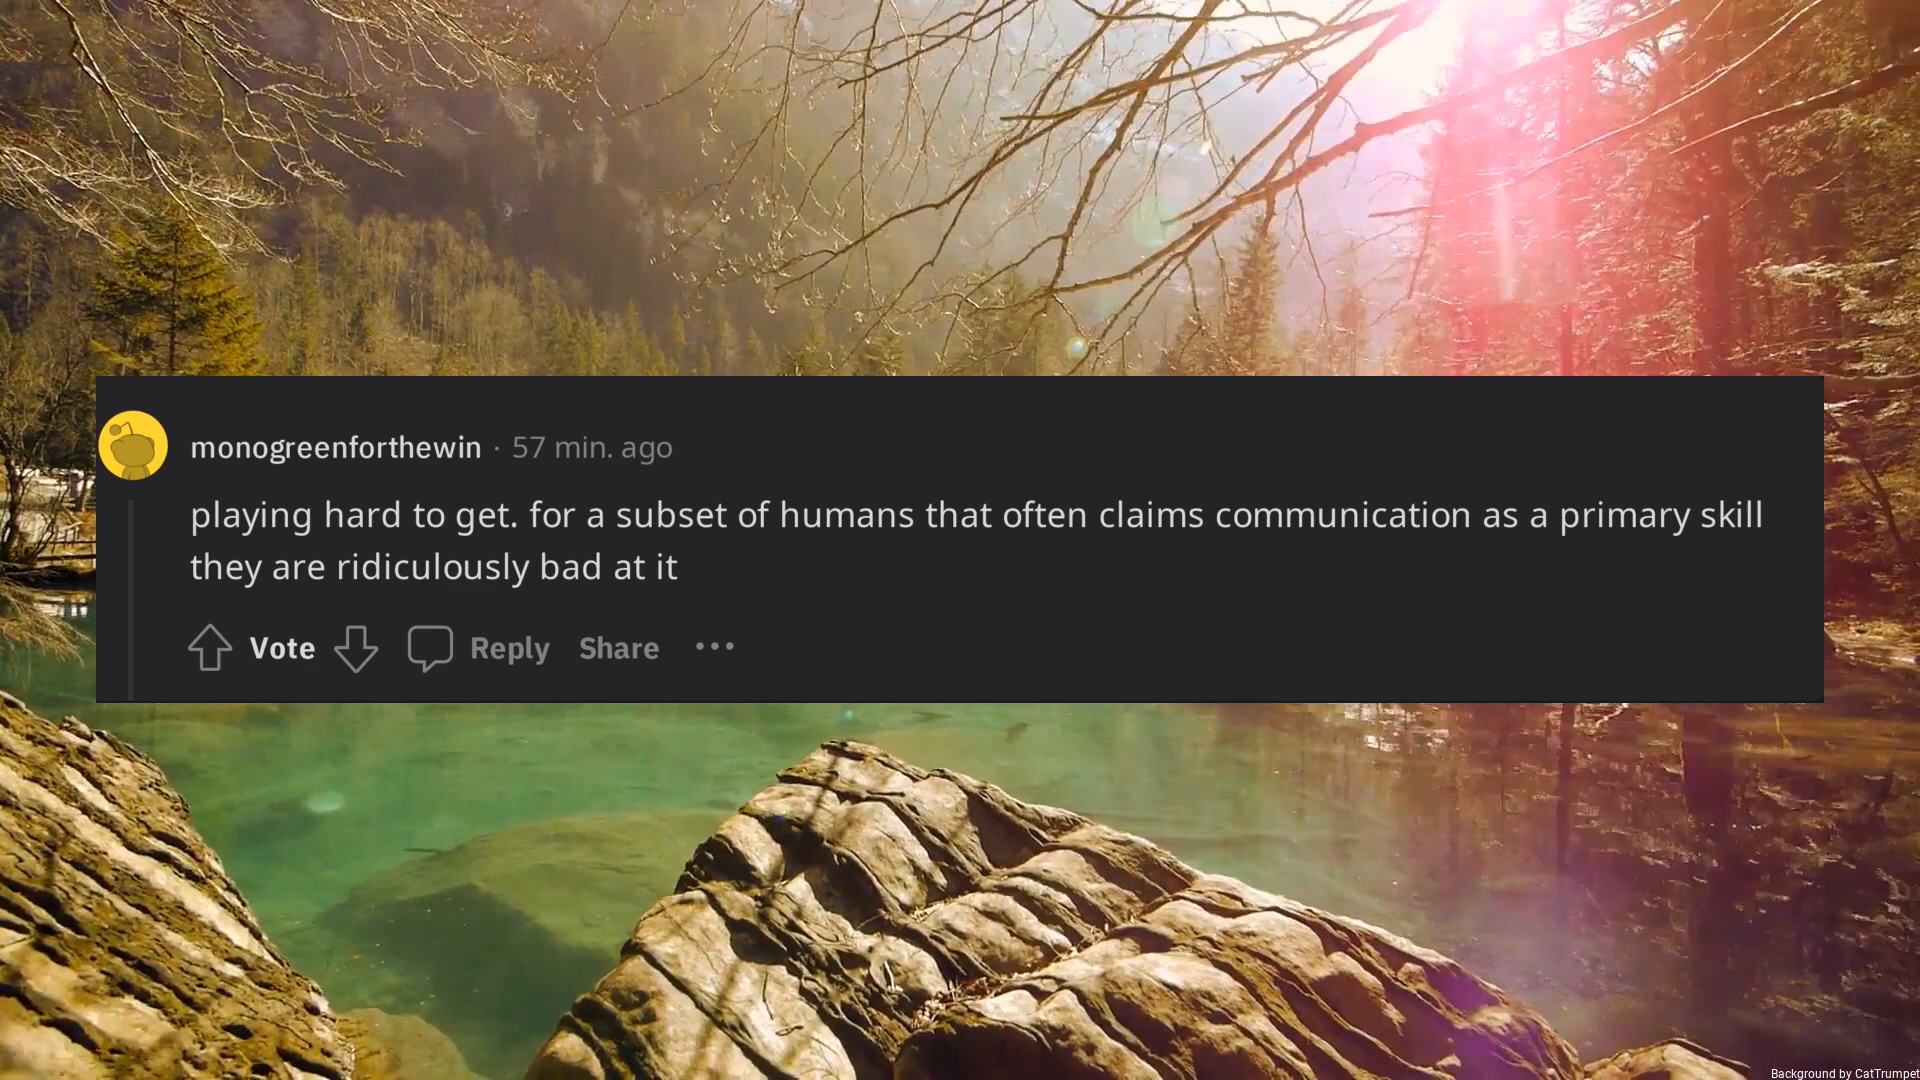 monogreenforthewin · 57 min. ago
playing hard to get. for a subset of humans that often claims communication as a primary skill
they are ridiculously bad at it
Vote Reply Share ···
Background by CatTrumpet